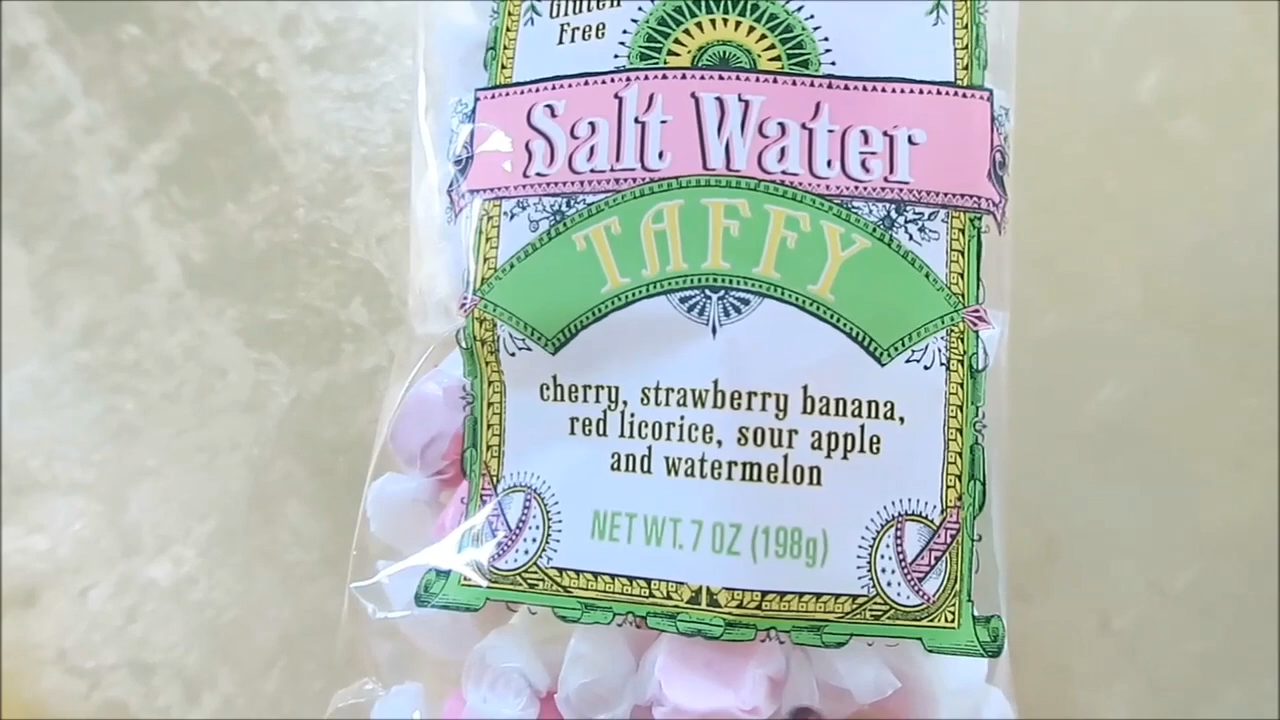 Gluten
Free
Salt Water
TAFFY
cherry, strawberry banana,
red licorice, sour apple
and watermelon
NET WT. 7 OZ (198g)